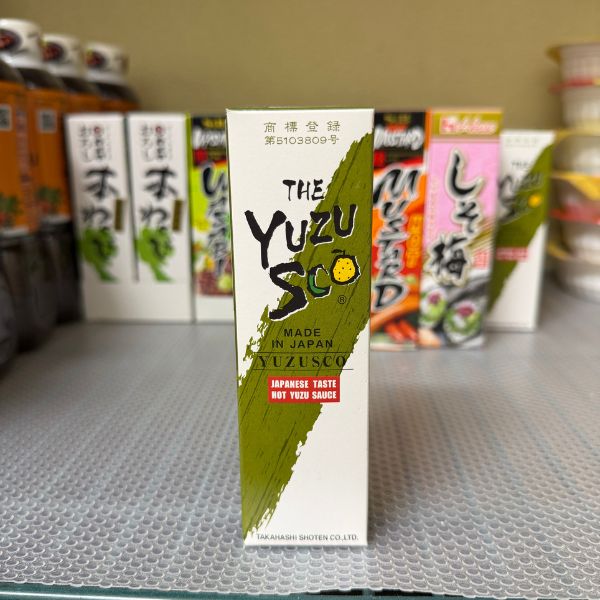 商標登録
第5103809号
THE
YUZU
SCO
®
MADE
IN JAPAN
YUZUSCO
JAPANESE TASTE
HOT YUZU SAUCE
TAKAHASHI SHOTEN CO.,LTD.
MUSTARD
しそ梅